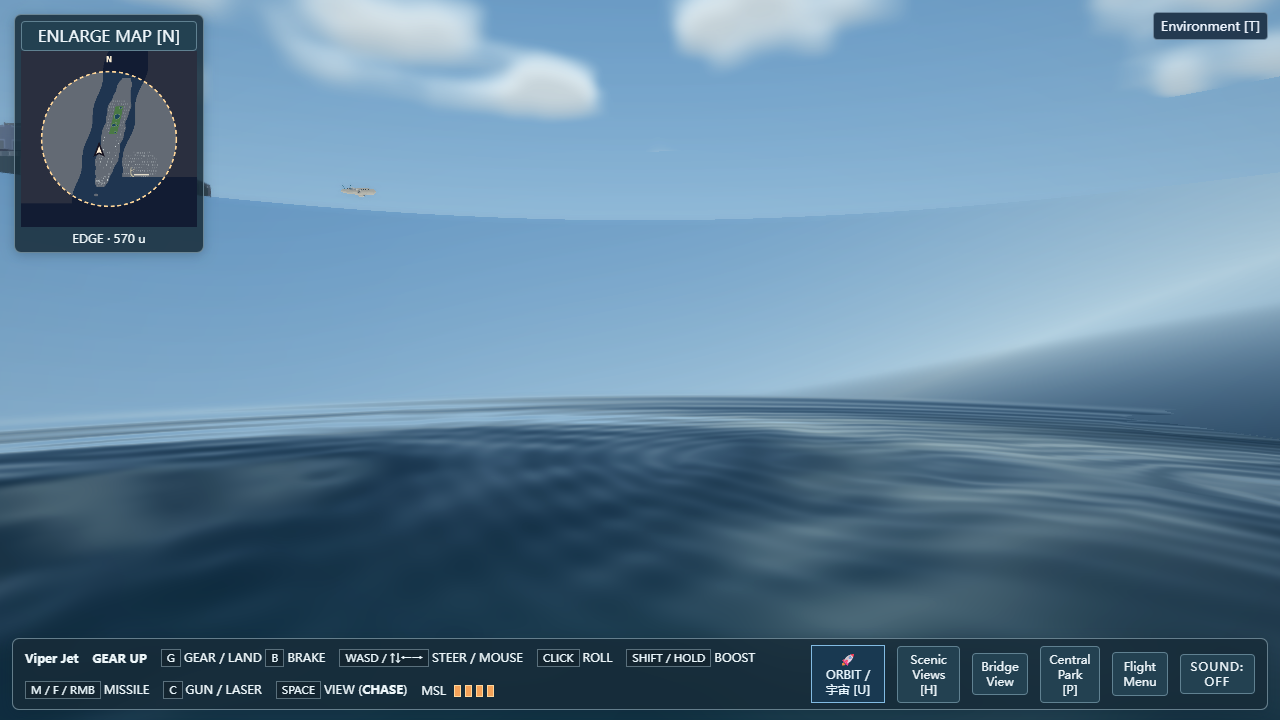 ENLARGE MAP [N]
N
EDGE · 570 u
Environment [T]
Viper Jet GEAR UP G GEAR / LAND B BRAKE WASD / ↑↓←→ STEER / MOUSE CLICK ROLL SHIFT / HOLD BOOST
M / F / RMB MISSILE C GUN / LASER SPACE VIEW (CHASE) MSL
🚀
ORBIT /
宇宙 [U]
Scenic
Views
[H]
Bridge
View
Central
Park
[P]
Flight
Menu
SOUND:
OFF